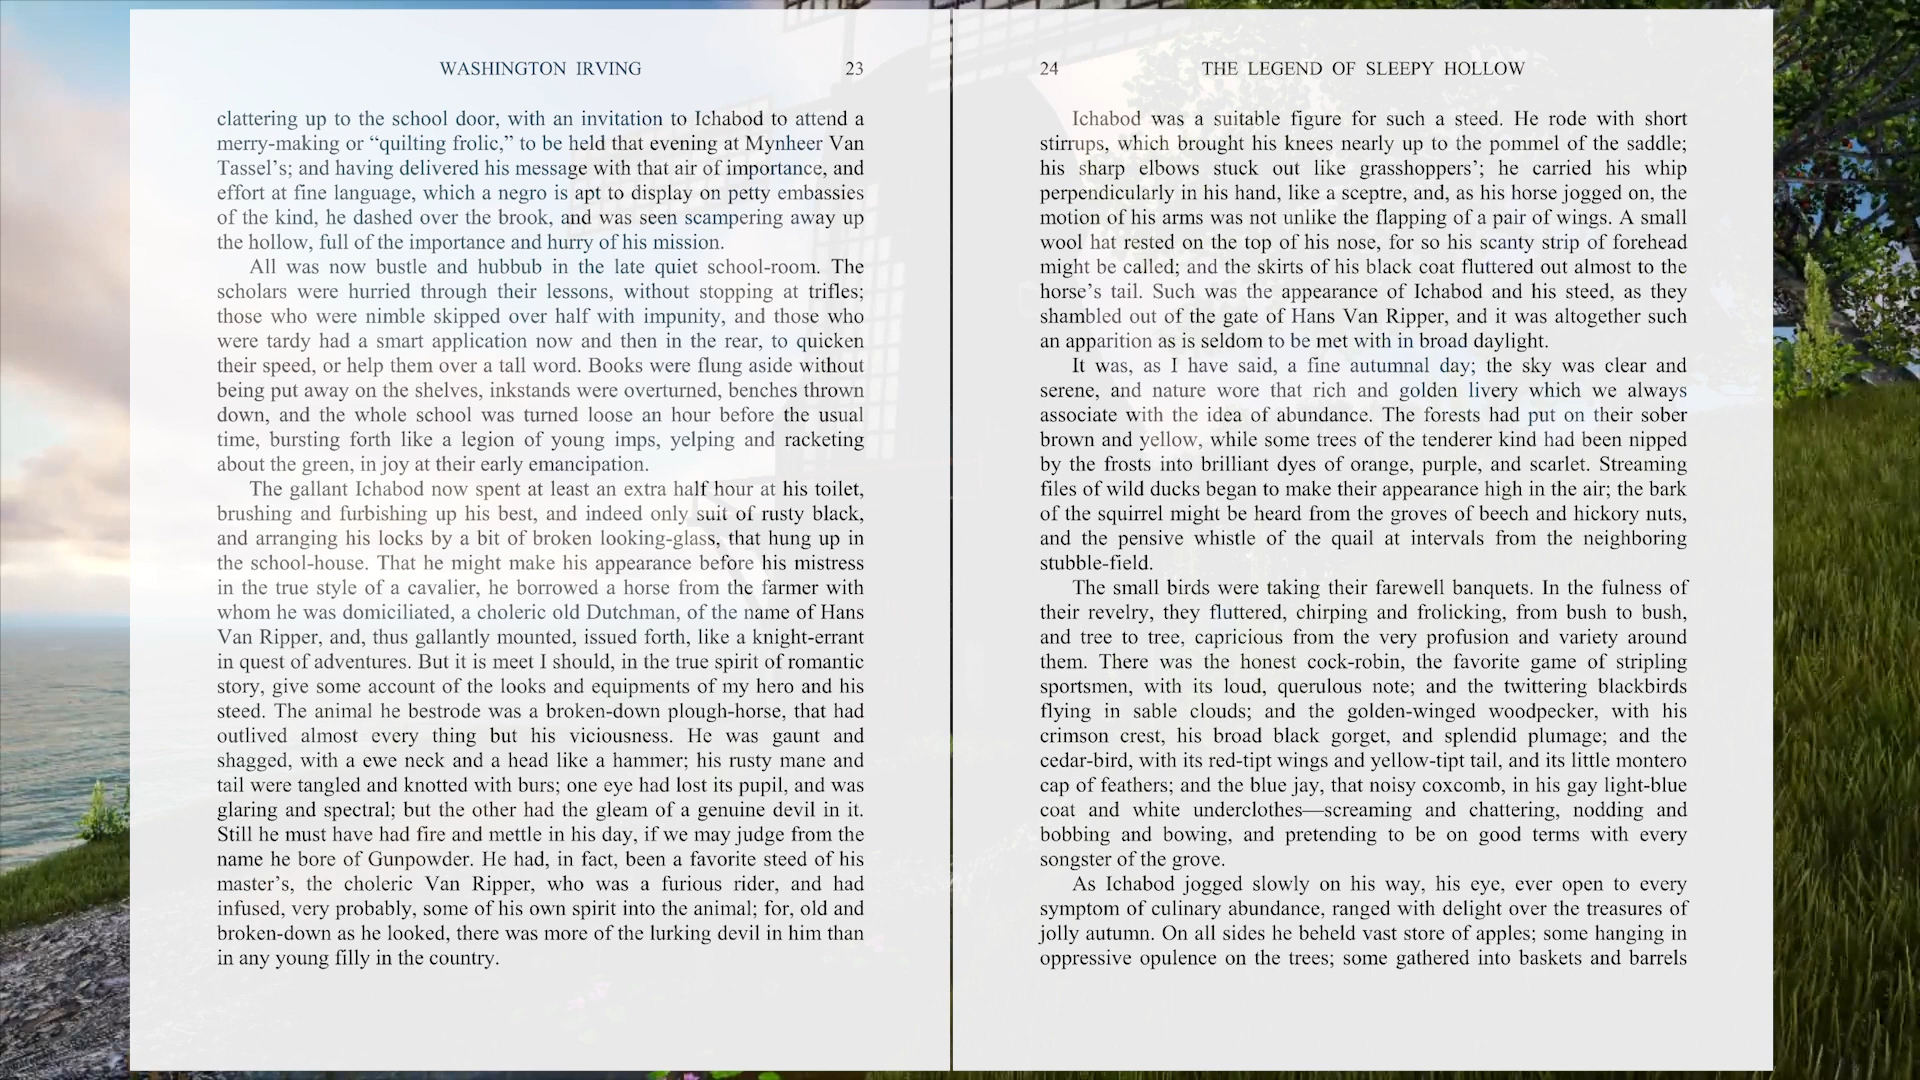 WASHINGTON IRVING 23
clattering up to the school door, with an invitation to Ichabod to attend a
merry-making or “quilting frolic,” to be held that evening at Mynheer Van
Tassel’s; and having delivered his message with that air of importance, and
effort at fine language, which a negro is apt to display on petty embassies
of the kind, he dashed over the brook, and was seen scampering away up
the hollow, full of the importance and hurry of his mission.
All was now bustle and hubbub in the late quiet school-room. The
scholars were hurried through their lessons, without stopping at trifles;
those who were nimble skipped over half with impunity, and those who
were tardy had a smart application now and then in the rear, to quicken
their speed, or help them over a tall word. Books were flung aside without
being put away on the shelves, inkstands were overturned, benches thrown
down, and the whole school was turned loose an hour before the usual
time, bursting forth like a legion of young imps, yelping and racketing
about the green, in joy at their early emancipation.
The gallant Ichabod now spent at least an extra half hour at his toilet,
brushing and furbishing up his best, and indeed only suit of rusty black,
and arranging his locks by a bit of broken looking-glass, that hung up in
the school-house. That he might make his appearance before his mistress
in the true style of a cavalier, he borrowed a horse from the farmer with
whom he was domiciliated, a choleric old Dutchman, of the name of Hans
Van Ripper, and, thus gallantly mounted, issued forth, like a knight-errant
in quest of adventures. But it is meet I should, in the true spirit of romantic
story, give some account of the looks and equipments of my hero and his
steed. The animal he bestrode was a broken-down plough-horse, that had
outlived almost every thing but his viciousness. He was gaunt and
shagged, with a ewe neck and a head like a hammer; his rusty mane and
tail were tangled and knotted with burs; one eye had lost its pupil, and was
glaring and spectral; but the other had the gleam of a genuine devil in it.
Still he must have had fire and mettle in his day, if we may judge from the
name he bore of Gunpowder. He had, in fact, been a favorite steed of his
master’s, the choleric Van Ripper, who was a furious rider, and had
infused, very probably, some of his own spirit into the animal; for, old and
broken-down as he looked, there was more of the lurking devil in him than
in any young filly in the country.
24 THE LEGEND OF SLEEPY HOLLOW
Ichabod was a suitable figure for such a steed. He rode with short
stirrups, which brought his knees nearly up to the pommel of the saddle;
his sharp elbows stuck out like grasshoppers’; he carried his whip
perpendicularly in his hand, like a sceptre, and, as his horse jogged on, the
motion of his arms was not unlike the flapping of a pair of wings. A small
wool hat rested on the top of his nose, for so his scanty strip of forehead
might be called; and the skirts of his black coat fluttered out almost to the
horse’s tail. Such was the appearance of Ichabod and his steed, as they
shambled out of the gate of Hans Van Ripper, and it was altogether such
an apparition as is seldom to be met with in broad daylight.
It was, as I have said, a fine autumnal day; the sky was clear and
serene, and nature wore that rich and golden livery which we always
associate with the idea of abundance. The forests had put on their sober
brown and yellow, while some trees of the tenderer kind had been nipped
by the frosts into brilliant dyes of orange, purple, and scarlet. Streaming
files of wild ducks began to make their appearance high in the air; the bark
of the squirrel might be heard from the groves of beech and hickory nuts,
and the pensive whistle of the quail at intervals from the neighboring
stubble-field.
The small birds were taking their farewell banquets. In the fulness of
their revelry, they fluttered, chirping and frolicking, from bush to bush,
and tree to tree, capricious from the very profusion and variety around
them. There was the honest cock-robin, the favorite game of stripling
sportsmen, with its loud, querulous note; and the twittering blackbirds
flying in sable clouds; and the golden-winged woodpecker, with his
crimson crest, his broad black gorget, and splendid plumage; and the
cedar-bird, with its red-tipt wings and yellow-tipt tail, and its little montero
cap of feathers; and the blue jay, that noisy coxcomb, in his gay light-blue
coat and white underclothes—screaming and chattering, nodding and
bobbing and bowing, and pretending to be on good terms with every
songster of the grove.
As Ichabod jogged slowly on his way, his eye, ever open to every
symptom of culinary abundance, ranged with delight over the treasures of
jolly autumn. On all sides he beheld vast store of apples; some hanging in
oppressive opulence on the trees; some gathered into baskets and barrels